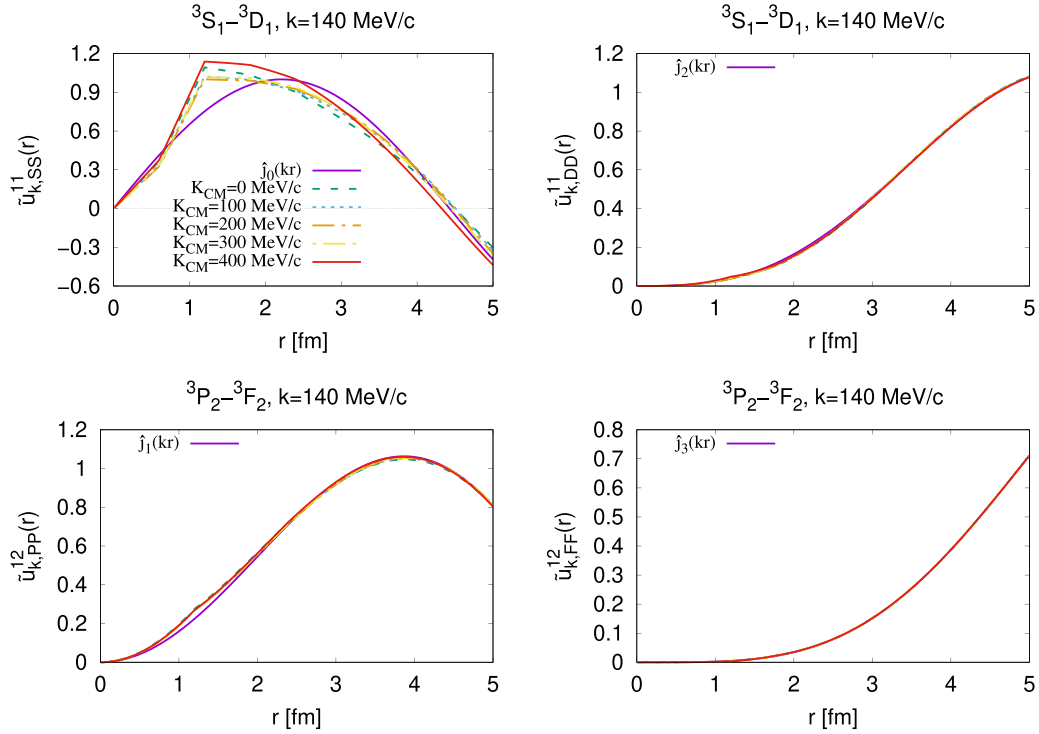 ³S₁–³D₁, k=140 MeV/c
ũ¹¹ₖ,SS(r)
1.2
0.9
0.6
0.3
0
−0.3
−0.6
ĵ₀(kr)
K_CM=0 MeV/c
K_CM=100 MeV/c
K_CM=200 MeV/c
K_CM=300 MeV/c
K_CM=400 MeV/c
0 1 2 3 4 5
r [fm]
³S₁–³D₁, k=140 MeV/c
ũ¹¹ₖ,DD(r)
ĵ₂(kr)
1.2
1
0.8
0.6
0.4
0.2
0
0 1 2 3 4 5
r [fm]
³P₂–³F₂, k=140 MeV/c
ũ¹²ₖ,PP(r)
ĵ₁(kr)
1.2
1
0.8
0.6
0.4
0.2
0
0 1 2 3 4 5
r [fm]
³P₂–³F₂, k=140 MeV/c
ũ¹²ₖ,FF(r)
ĵ₃(kr)
0.8
0.7
0.6
0.5
0.4
0.3
0.2
0.1
0
0 1 2 3 4 5
r [fm]